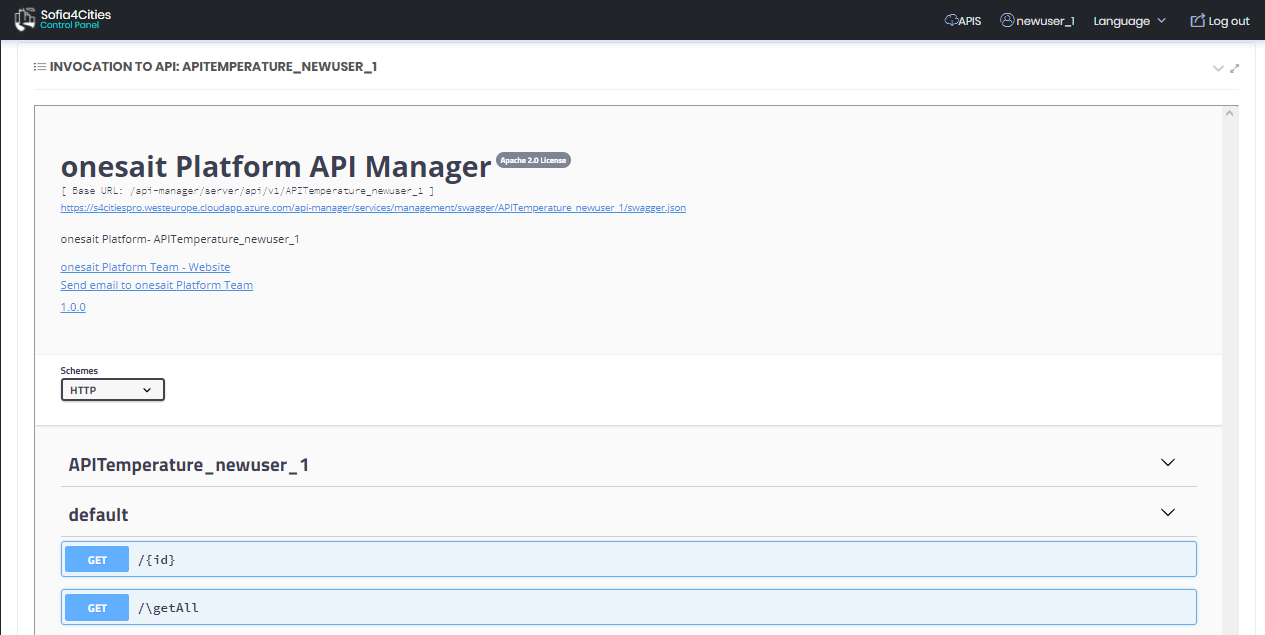 Sofia4Cities
Control Panel
APIS
newuser_1
Language
Log out
INVOCATION TO API: APITEMPERATURE_NEWUSER_1
onesait Platform API Manager
Apache 2.0 License
[ Base URL: /api-manager/server/api/v1/APITemperature_newuser_1 ]
https://s4citiespro.westeurope.cloudapp.azure.com/api-manager/services/management/swagger/APITemperature_newuser_1/swagger.json
onesait Platform- APITemperature_newuser_1
onesait Platform Team - Website
Send email to onesait Platform Team
1.0.0
Schemes
HTTP
APITemperature_newuser_1
default
GET /{id}
GET /\getAll